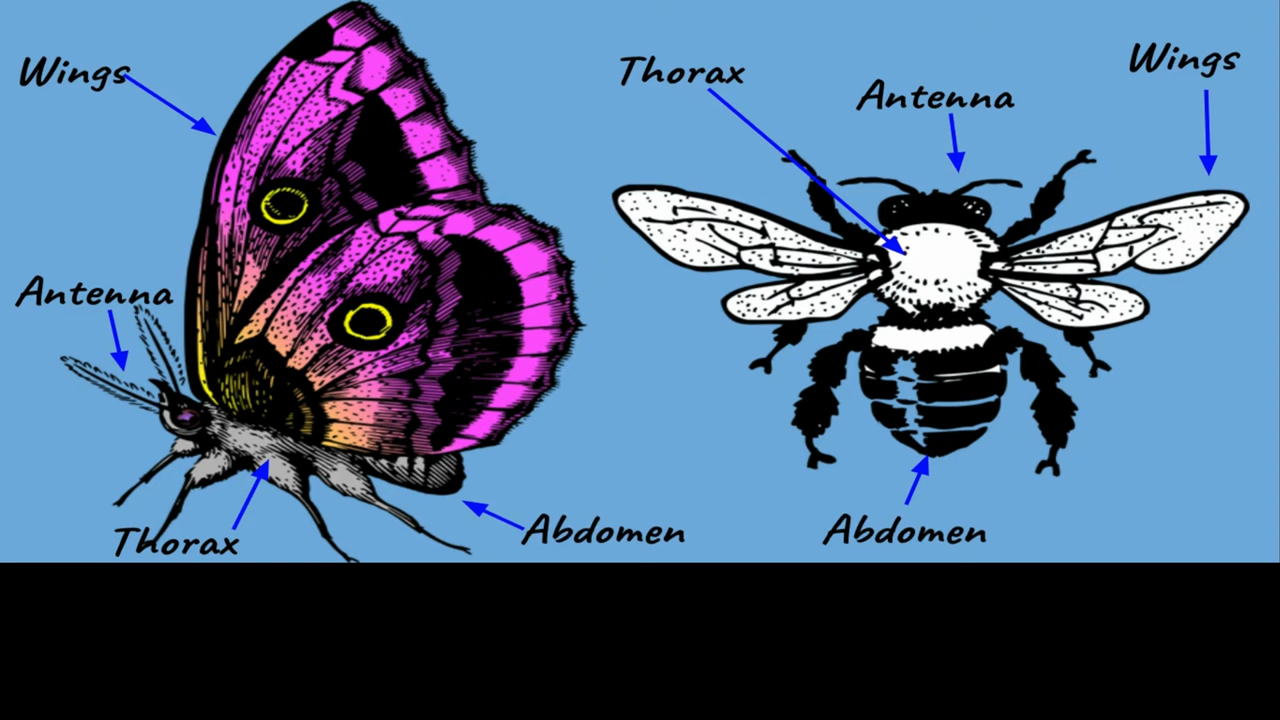 Wings
Antenna
Thorax
Abdomen
Thorax
Antenna
Wings
Abdomen